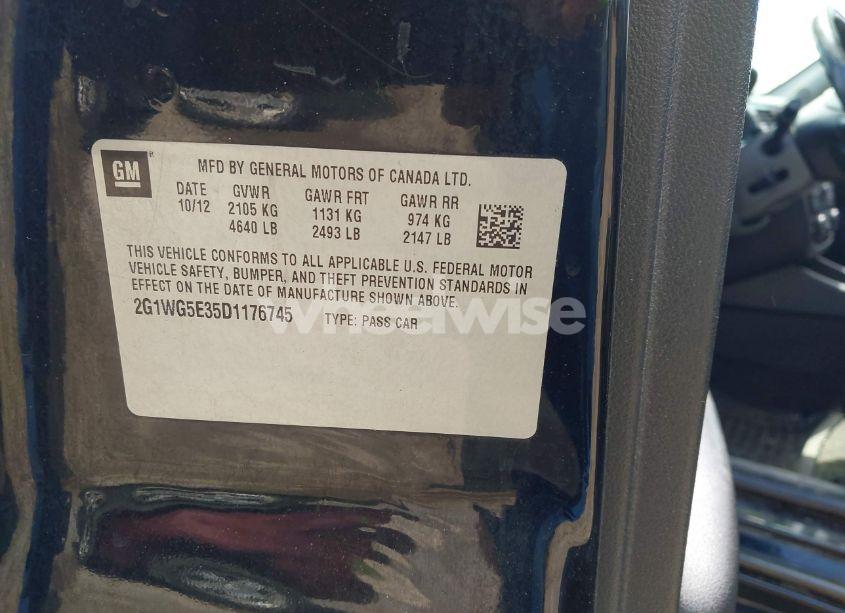 GM
MFD BY GENERAL MOTORS OF CANADA LTD.
DATE GVWR GAWR FRT GAWR RR
10/12 2105 KG 1131 KG 974 KG
4640 LB 2493 LB 2147 LB
THIS VEHICLE CONFORMS TO ALL APPLICABLE U.S. FEDERAL MOTOR
VEHICLE SAFETY, BUMPER, AND THEFT PREVENTION STANDARDS IN
EFFECT ON THE DATE OF MANUFACTURE SHOWN ABOVE.
2G1WG5E35D1176745 TYPE: PASS CAR
wheelwise